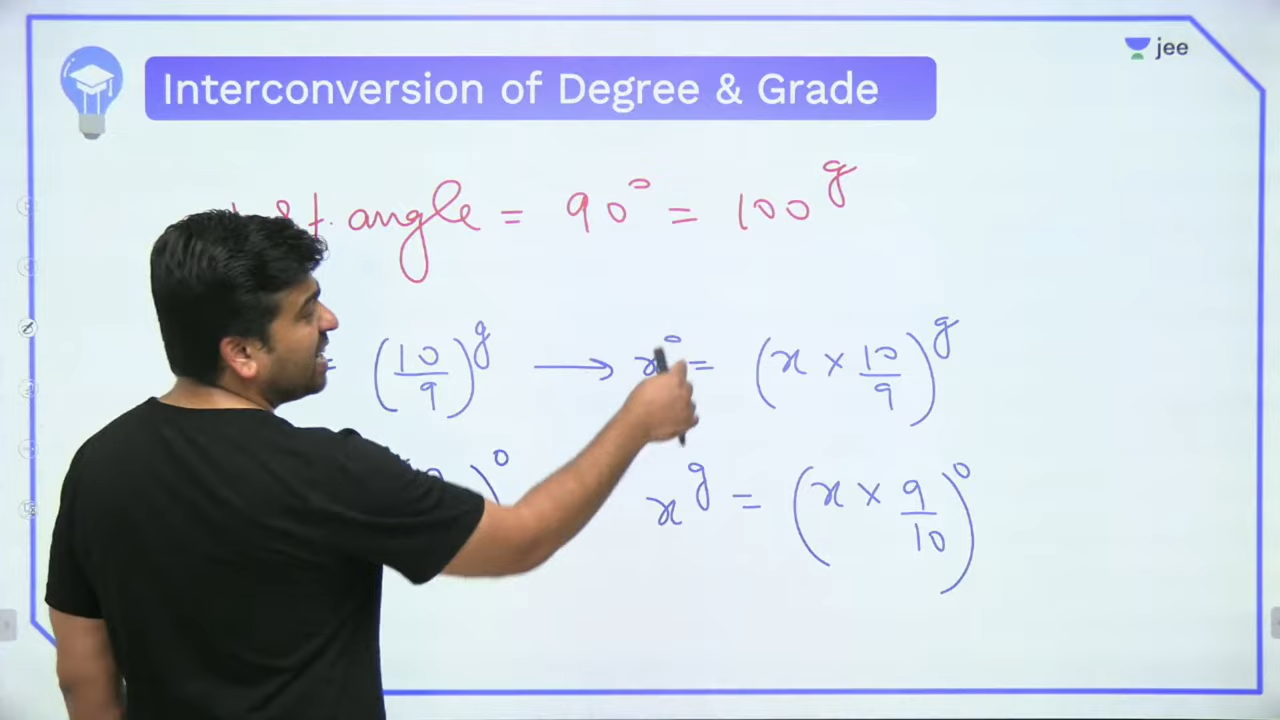 jee
Interconversion of Degree & Grade
angle = 90° = 100^g
= (10/9)^g → x° = (x × 10/9)^g
)° x^g = (x × 9/10)°